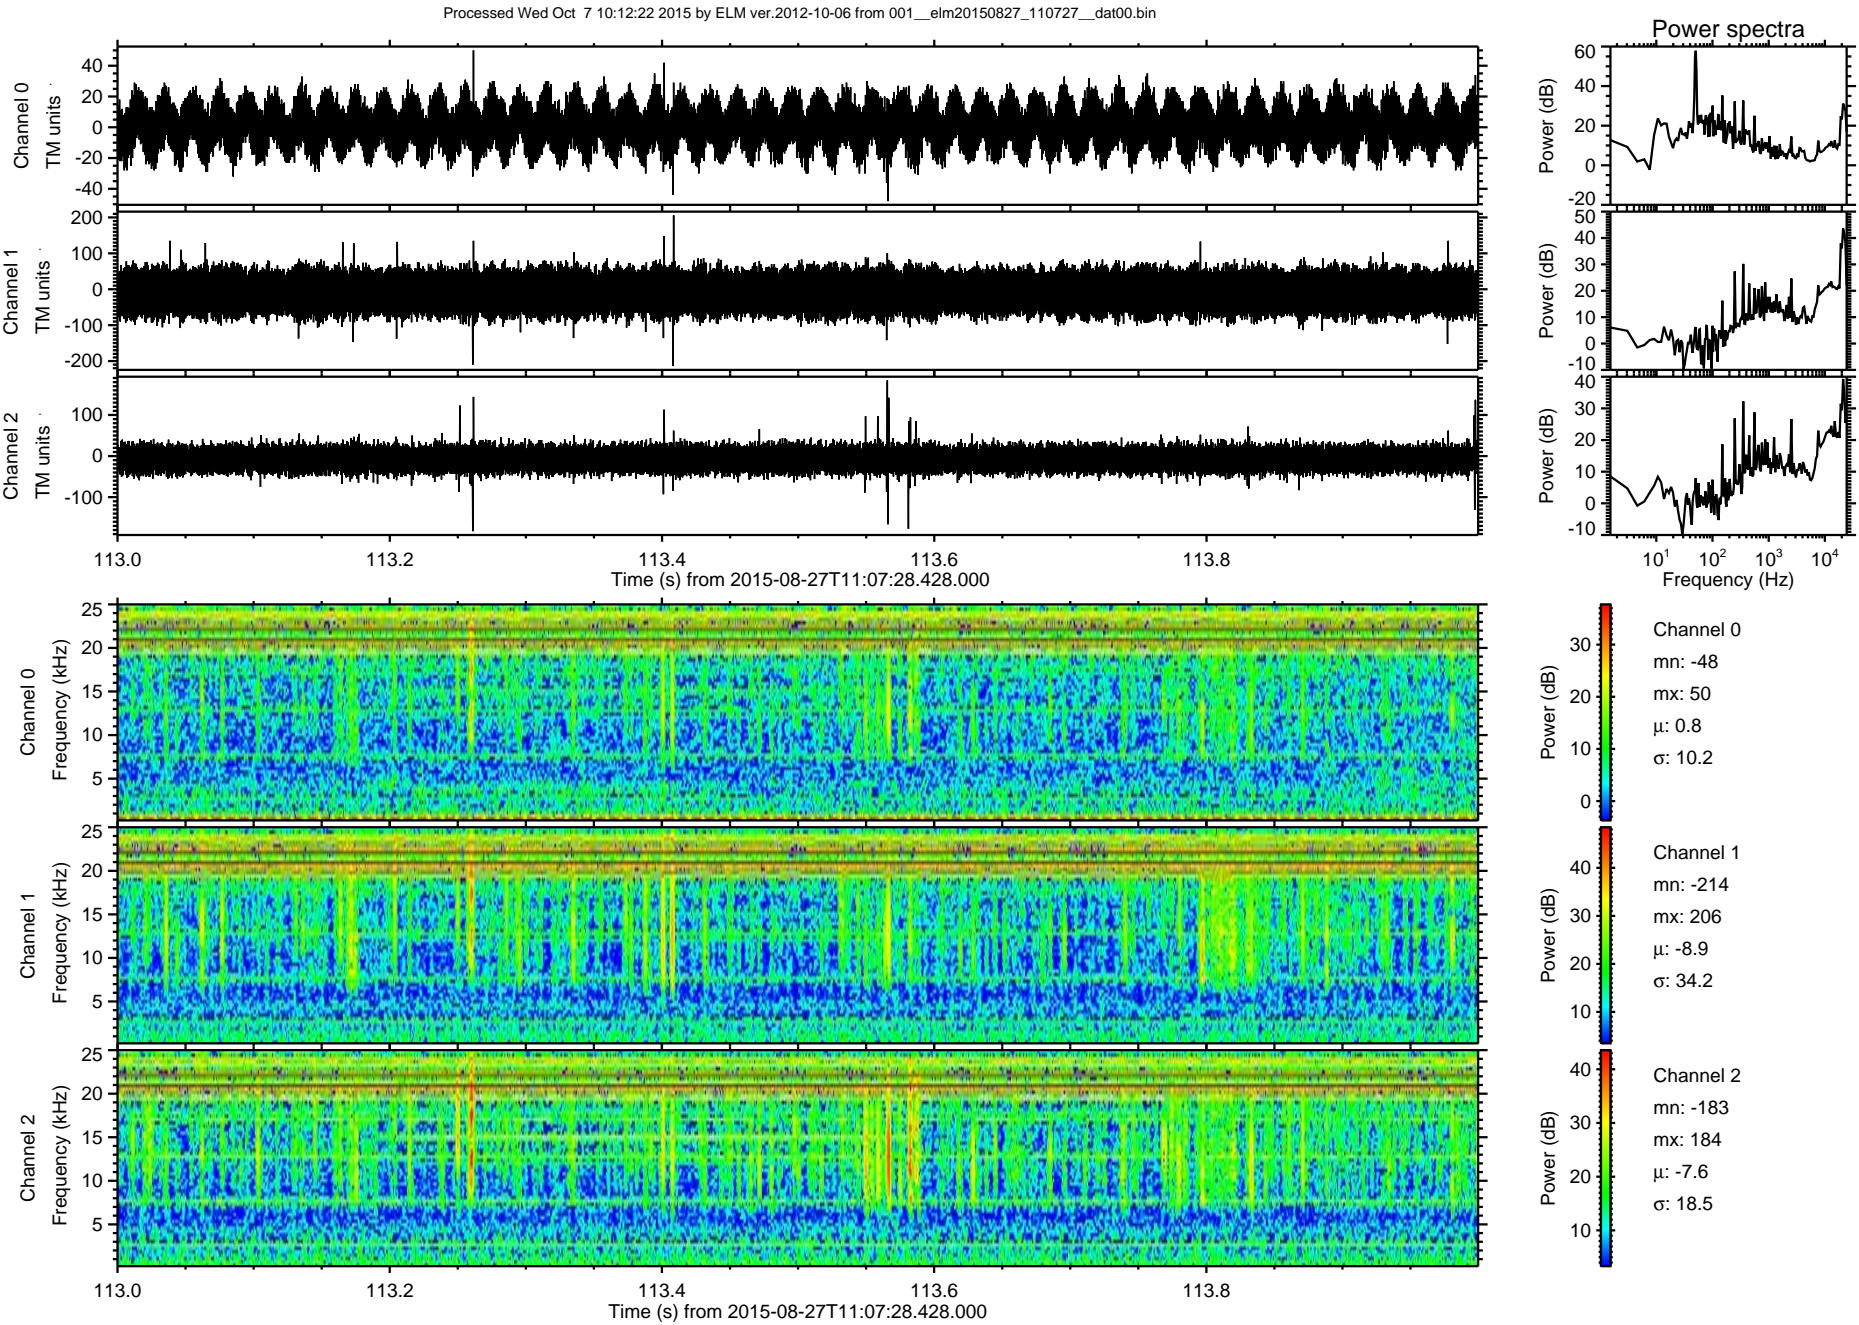 Processed Wed Oct  7 10:12:22 2015 by ELM ver.2012-10-06 from 001__elm20150827_110727__dat00.bin
Power spectra
Channel 0
TM units
40
20
0
-20
-40
Power (dB)
60
40
20
0
-20
Channel 1
TM units
200
100
0
-100
-200
Power (dB)
50
40
30
20
10
0
-10
Channel 2
TM units
100
0
-100
Power (dB)
40
30
20
10
0
-10
113.0 113.2 113.4 113.6 113.8
Time (s) from 2015-08-27T11:07:28.428.000
10^1 10^2 10^3 10^4
Frequency (Hz)
Channel 0
Frequency (kHz)
25
20
15
10
5
Power (dB)
30
20
10
0
Channel 0
mn: -48
mx: 50
μ: 0.8
σ: 10.2
Channel 1
Frequency (kHz)
25
20
15
10
5
Power (dB)
40
30
20
10
Channel 1
mn: -214
mx: 206
μ: -8.9
σ: 34.2
Channel 2
Frequency (kHz)
25
20
15
10
5
Power (dB)
40
30
20
10
Channel 2
mn: -183
mx: 184
μ: -7.6
σ: 18.5
113.0 113.2 113.4 113.6 113.8
Time (s) from 2015-08-27T11:07:28.428.000